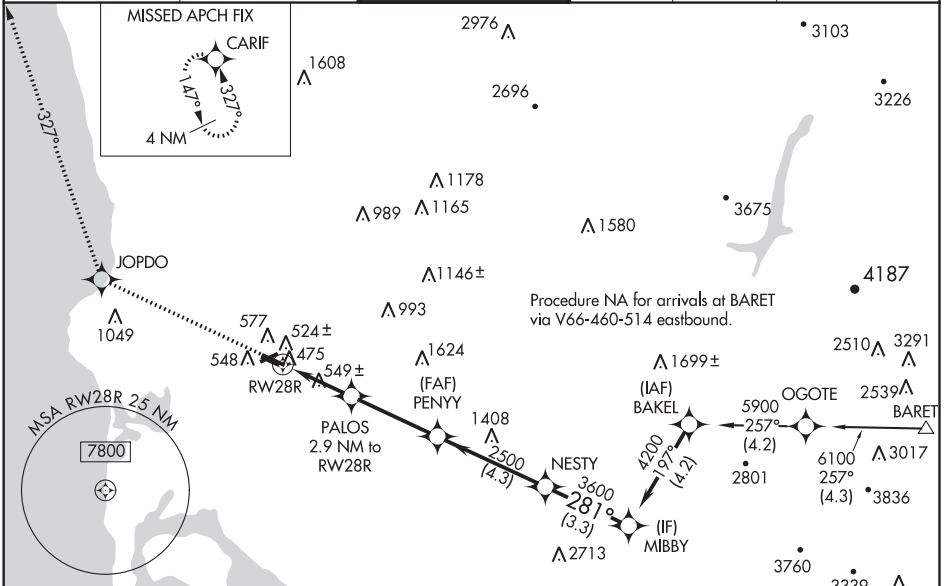 MISSED APCH FIX
CARIF
147°
327°
4 NM
1608
2976
2696
3103
3226
327°
1178
1165
989
3675
1580
JOPDO
1146±
4187
993
Procedure NA for arrivals at BARET
via V66-460-514 eastbound.
1049
577
524±
548
475
549±
RW28R
1624
(FAF)
PENYY
1699±
2510
3291
2539
(IAF)
BAKEL
5900
257°
(4.2)
OGOTE
BARET
6100
257°
(4.3)
3017
3836
2801
PALOS
2.9 NM to
RW28R
1408
2500
(4.3)
4200
197°
(4.2)
NESTY
3600
281°
(3.3)
(IF)
MIBBY
2713
3760
MSA RW28R 25 NM
7800